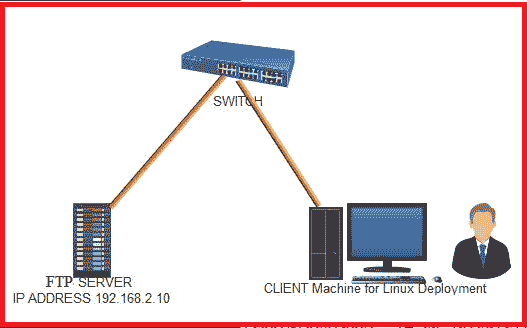 SWITCH
FTP SERVER
IP ADDRESS 192.168.2.10
CLIENT Machine for Linux Deployment